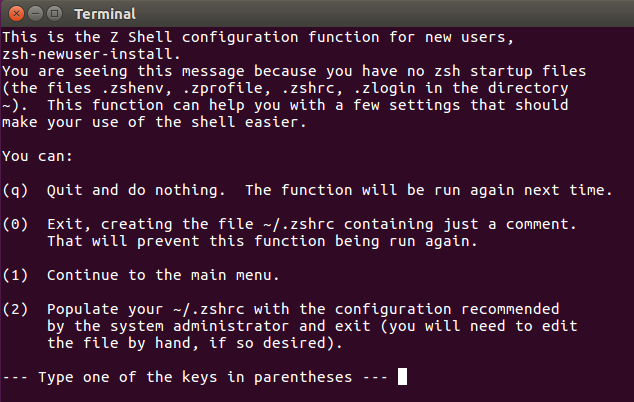 Terminal
This is the Z Shell configuration function for new users,
zsh-newuser-install.
You are seeing this message because you have no zsh startup files
(the files .zshenv, .zprofile, .zshrc, .zlogin in the directory
~).  This function can help you with a few settings that should
make your use of the shell easier.
You can:
(q)  Quit and do nothing.  The function will be run again next time.
(0)  Exit, creating the file ~/.zshrc containing just a comment.
That will prevent this function being run again.
(1)  Continue to the main menu.
(2)  Populate your ~/.zshrc with the configuration recommended
by the system administrator and exit (you will need to edit
the file by hand, if so desired).
--- Type one of the keys in parentheses ---